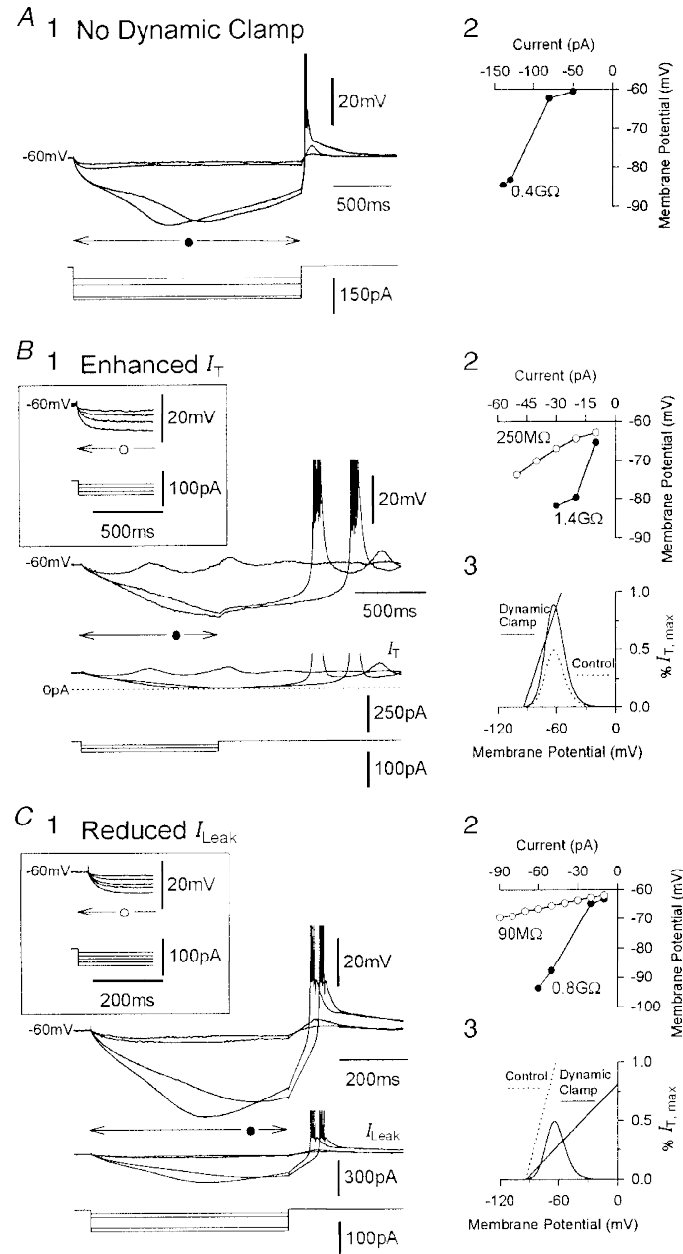 A 1 No Dynamic Clamp
20mV
-60mV
500ms
150pA
2
Current (pA)
-150 -100 -50 0
-60
-70
-80
-90
Membrane Potential (mV)
0.4GΩ
B 1 Enhanced IT
-60mV
20mV
100pA
500ms
20mV
-60mV
500ms
IT
0pA
250pA
100pA
2
Current (pA)
-60 -45 -30 -15 0
-60
-70
-80
-90
Membrane Potential (mV)
250MΩ
1.4GΩ
3
Dynamic
Clamp
Control
1.0
0.5
0.0
% IT, max
-120 -60 0
Membrane Potential (mV)
C 1 Reduced ILeak
-60mV
20mV
100pA
200ms
20mV
-60mV
200ms
ILeak
300pA
100pA
2
Current (pA)
-90 -60 -30 0
-60
-70
-80
-90
-100
Membrane Potential (mV)
90MΩ
0.8GΩ
3
Control
Dynamic
Clamp
1.0
0.5
0.0
% IT, max
-120 -60 0
Membrane Potential (mV)